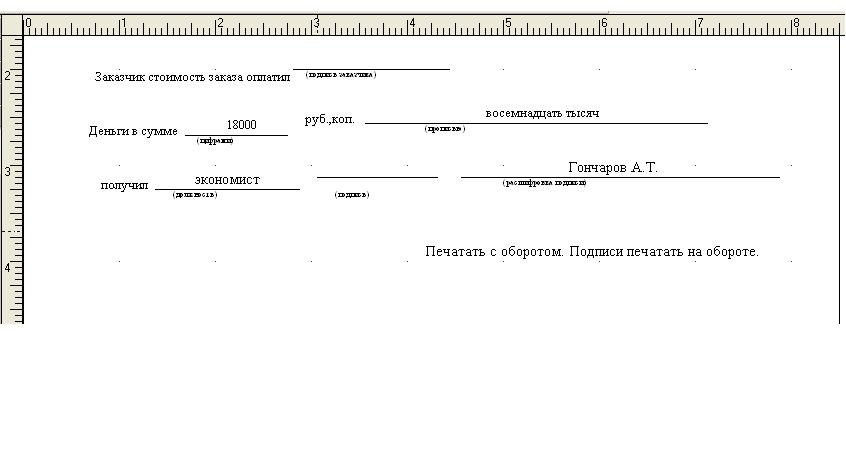 0 1 2 3 4 5 6 7 8
2
Заказчик стоимость заказа оплатил
(подпись заказчика)
Деньги в сумме 18000 руб.,коп. восемнадцать тысяч
(цифрами) (прописью)
3
получил экономист Гончаров А.Т.
(должность) (подпись) (расшифровка подписи)
Печатать с оборотом. Подписи печатать на обороте.
4